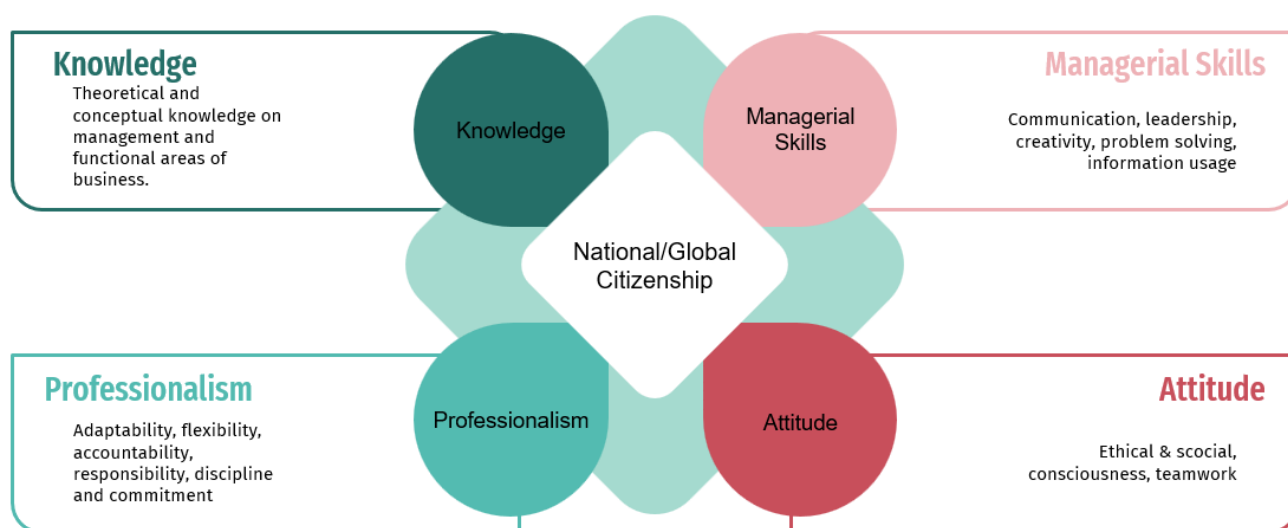 Knowledge
Theoretical and
conceptual knowledge on
management and
functional areas of
business.
Knowledge
Managerial
Skills
Managerial Skills
Communication, leadership,
creativity, problem solving,
information usage
National/Global
Citizenship
Professionalism
Adaptability, flexibility,
accountability,
responsibility, discipline
and commitment
Professionalism
Attitude
Attitude
Ethical & scocial,
consciousness, teamwork